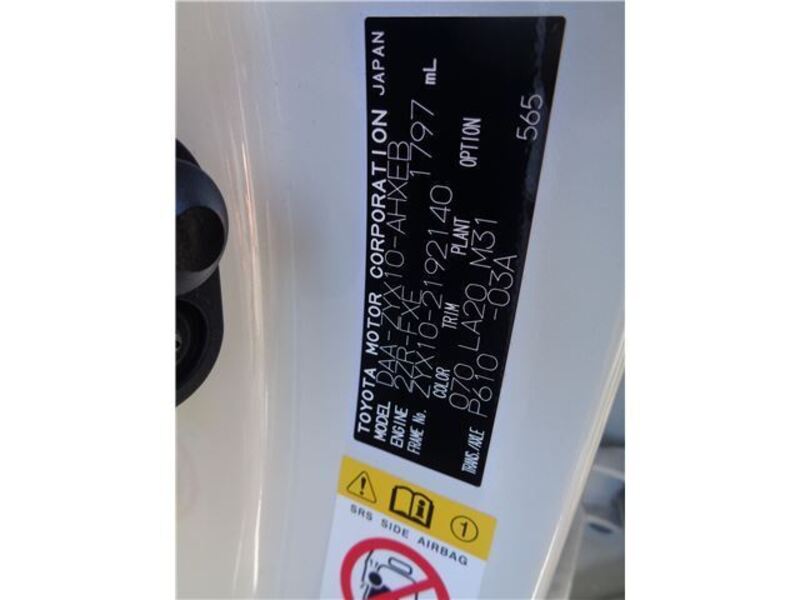 TOYOTA MOTOR CORPORATION JAPAN
MODEL DAA-ZYX10-AHXEB
ENGINE 2ZR-FXE 1797 mL
FRAME No. ZYX10-2192140
COLOR TRIM PLANT OPTION
070 LA20 M31
TRANS./AXLE P610 -03A
565
1
SRS SIDE AIRBAG